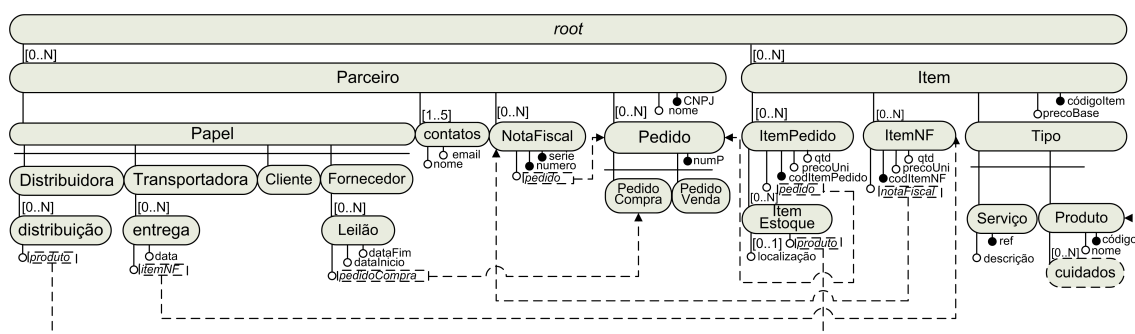 root
[0..N] [0..N]
Parceiro Item
[1..5] [0..N] [0..N] CNPJ nome [0..N] [0..N] códigoItem precoBase
Papel contatos NotaFiscal Pedido ItemPedido ItemNF Tipo
nome email serie numero pedido numP qtd precoUni codItemPedido pedido qtd precoUni codItemNF notaFiscal
Distribuidora Transportadora Cliente Fornecedor Pedido Compra Pedido Venda
[0..N] [0..N] [0..N] [0..N]
distribuição entrega Leilão Item Estoque Serviço Produto
produto data itemNF dataFim dataInicio pedidoCompra [0..1] produto localização ref descrição código nome [0..N]
cuidados